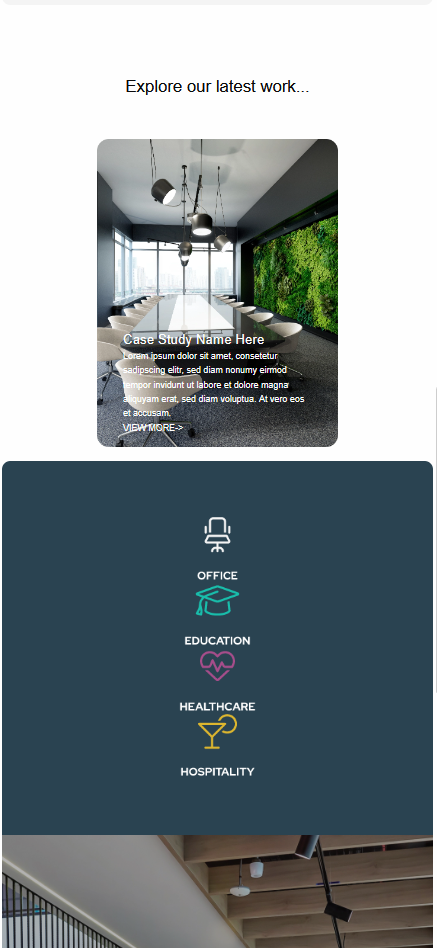 Explore our latest work...
Case Study Name Here
Lorem ipsum dolor sit amet, consetetur
sadipscing elitr, sed diam nonumy eirmod
tempor invidunt ut labore et dolore magna
aliquyam erat, sed diam voluptua. At vero eos
et accusam.
VIEW MORE->
OFFICE
EDUCATION
HEALTHCARE
HOSPITALITY